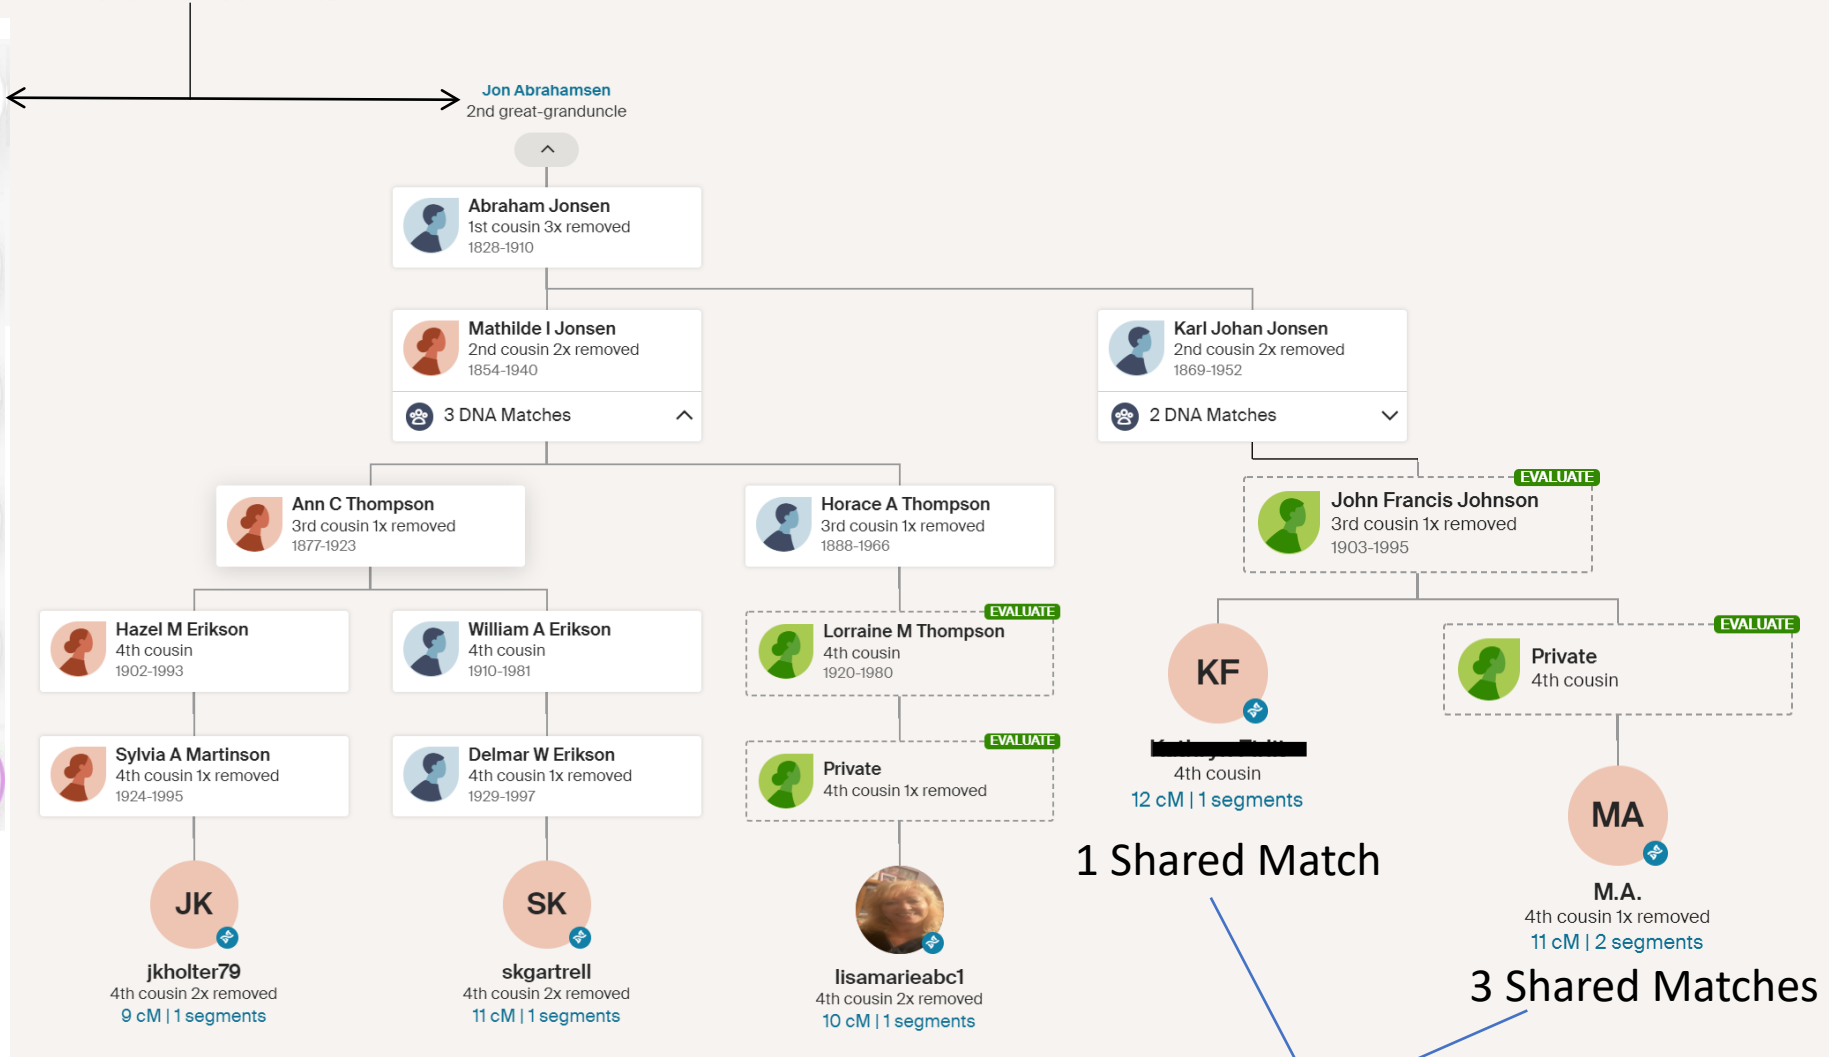 Jon Abrahamsen
2nd great-granduncle
Abraham Jonsen
1st cousin 3x removed
1828-1910
Mathilde I Jonsen
2nd cousin 2x removed
1854-1940
3 DNA Matches
Karl Johan Jonsen
2nd cousin 2x removed
1869-1952
2 DNA Matches
Ann C Thompson
3rd cousin 1x removed
1877-1923
Horace A Thompson
3rd cousin 1x removed
1888-1966
EVALUATE
John Francis Johnson
3rd cousin 1x removed
1903-1995
Hazel M Erikson
4th cousin
1902-1993
William A Erikson
4th cousin
1910-1981
EVALUATE
Lorraine M Thompson
4th cousin
1920-1980
KF
4th cousin
12 cM | 1 segments
1 Shared Match
EVALUATE
Private
4th cousin
Sylvia A Martinson
4th cousin 1x removed
1924-1995
Delmar W Erikson
4th cousin 1x removed
1929-1997
EVALUATE
Private
4th cousin 1x removed
MA
M.A.
4th cousin 1x removed
11 cM | 2 segments
3 Shared Matches
JK
jkholter79
4th cousin 2x removed
9 cM | 1 segments
SK
skgartrell
4th cousin 2x removed
11 cM | 1 segments
lisamarieabc1
4th cousin 2x removed
10 cM | 1 segments